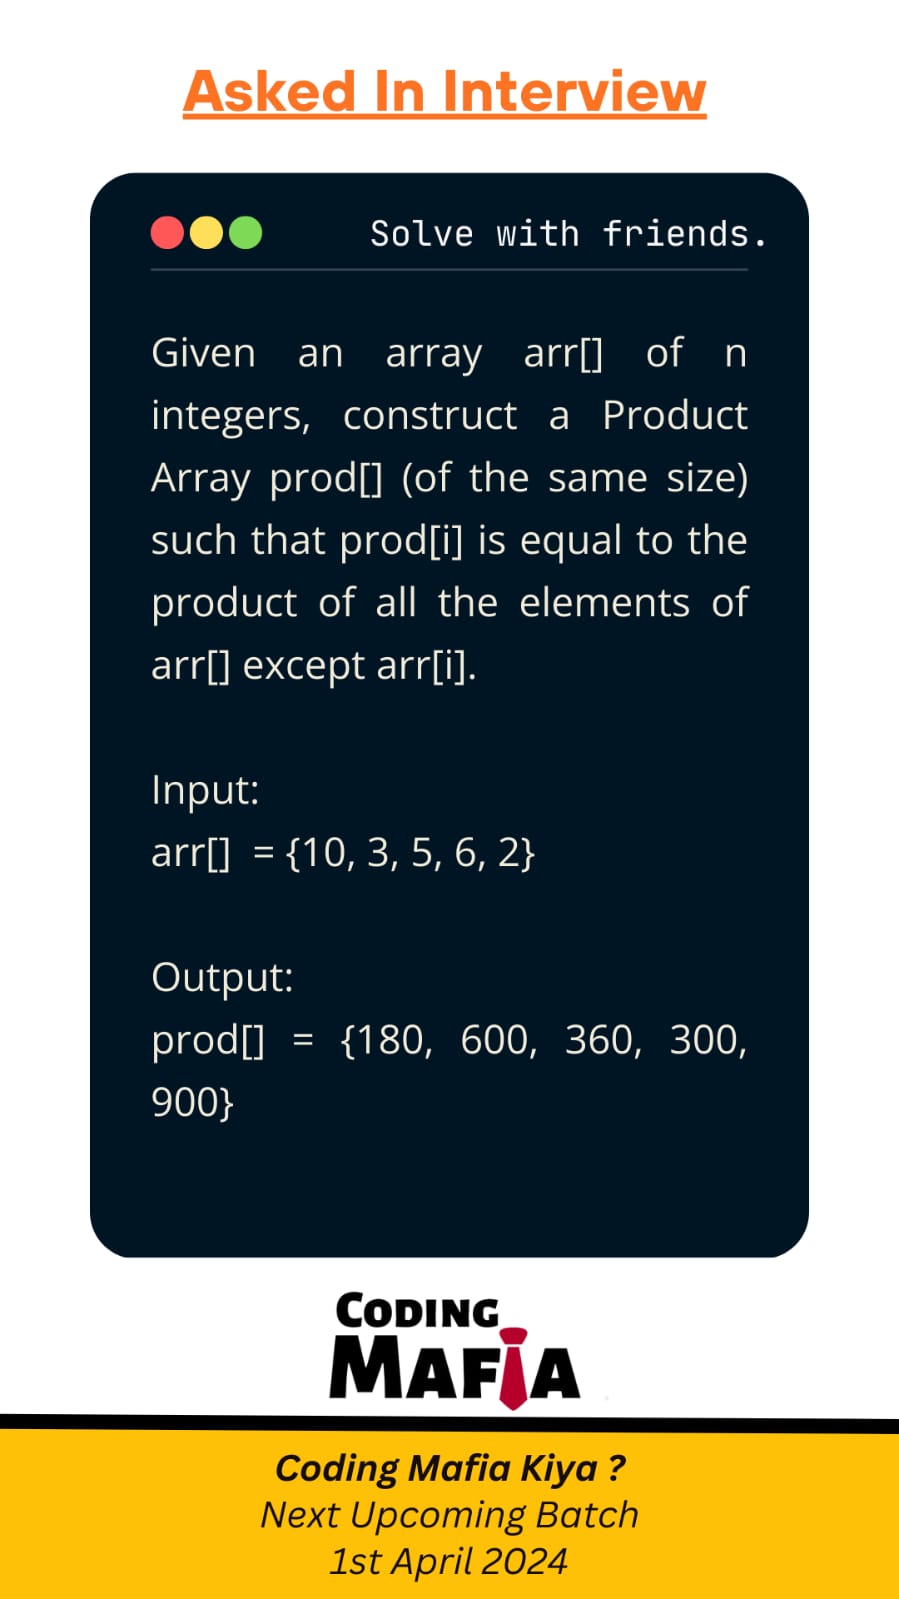 Asked In Interview
Solve with friends.
Given an array arr[] of n
integers, construct a Product
Array prod[] (of the same size)
such that prod[i] is equal to the
product of all the elements of
arr[] except arr[i].
Input:
arr[] = {10, 3, 5, 6, 2}
Output:
prod[] = {180, 600, 360, 300,
900}
CODING
MAFIA
Coding Mafia Kiya ?
Next Upcoming Batch
1st April 2024